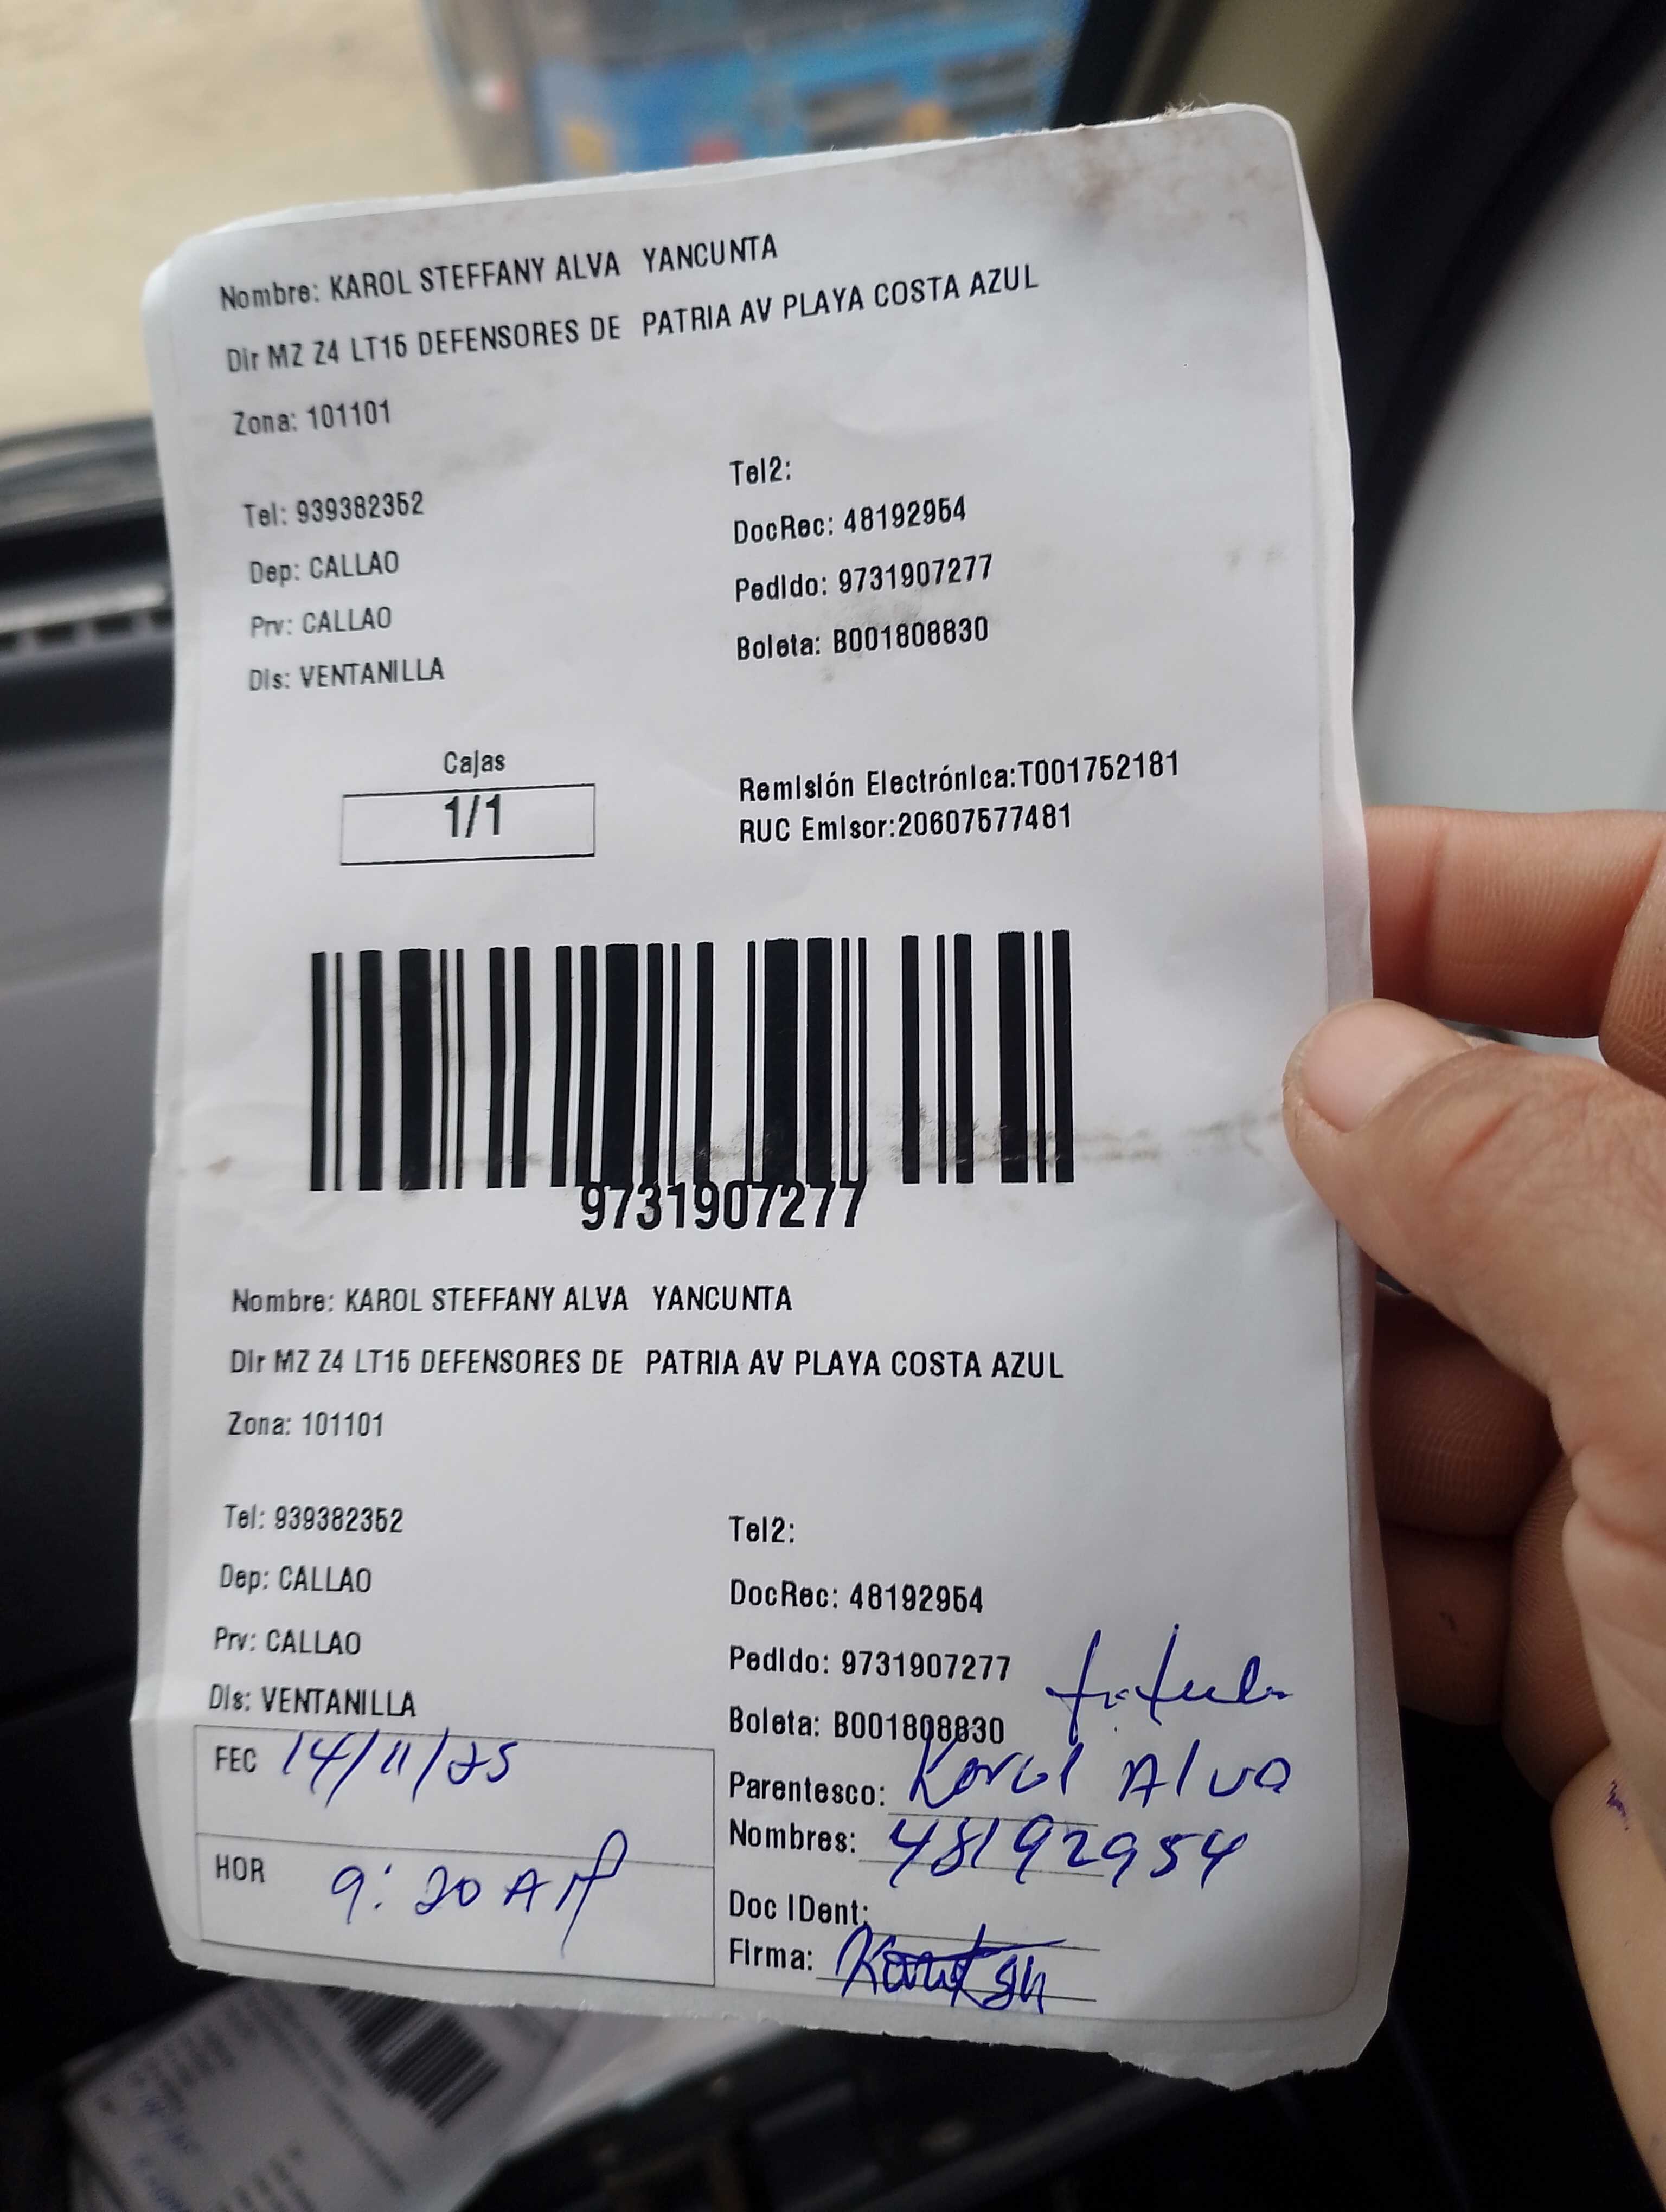 Nombre: KAROL STEFFANY ALVA YANCUNTA
Dir MZ Z4 LT15 DEFENSORES DE PATRIA AV PLAYA COSTA AZUL
Zona: 101101
Tel: 939382352
Tel2:
Dep: CALLAO
DocRec: 48192954
Prv: CALLAO
Pedido: 9731907277
Dis: VENTANILLA
Boleta: B001808830
Cajas
1/1
Remisión Electrónica:T001752181
RUC Emisor:20607577481
9731907277
Nombre: KAROL STEFFANY ALVA YANCUNTA
Dir MZ Z4 LT15 DEFENSORES DE PATRIA AV PLAYA COSTA AZUL
Zona: 101101
Tel: 939382352
Tel2:
Dep: CALLAO
DocRec: 48192954
Prv: CALLAO
Pedido: 9731907277
Dis: VENTANILLA
Boleta: B001808830
FEC 14/11/25
Parentesco: Karol Alva
Nombres: 48192954
HOR 9:20 AM
Doc IDent:
Firma: